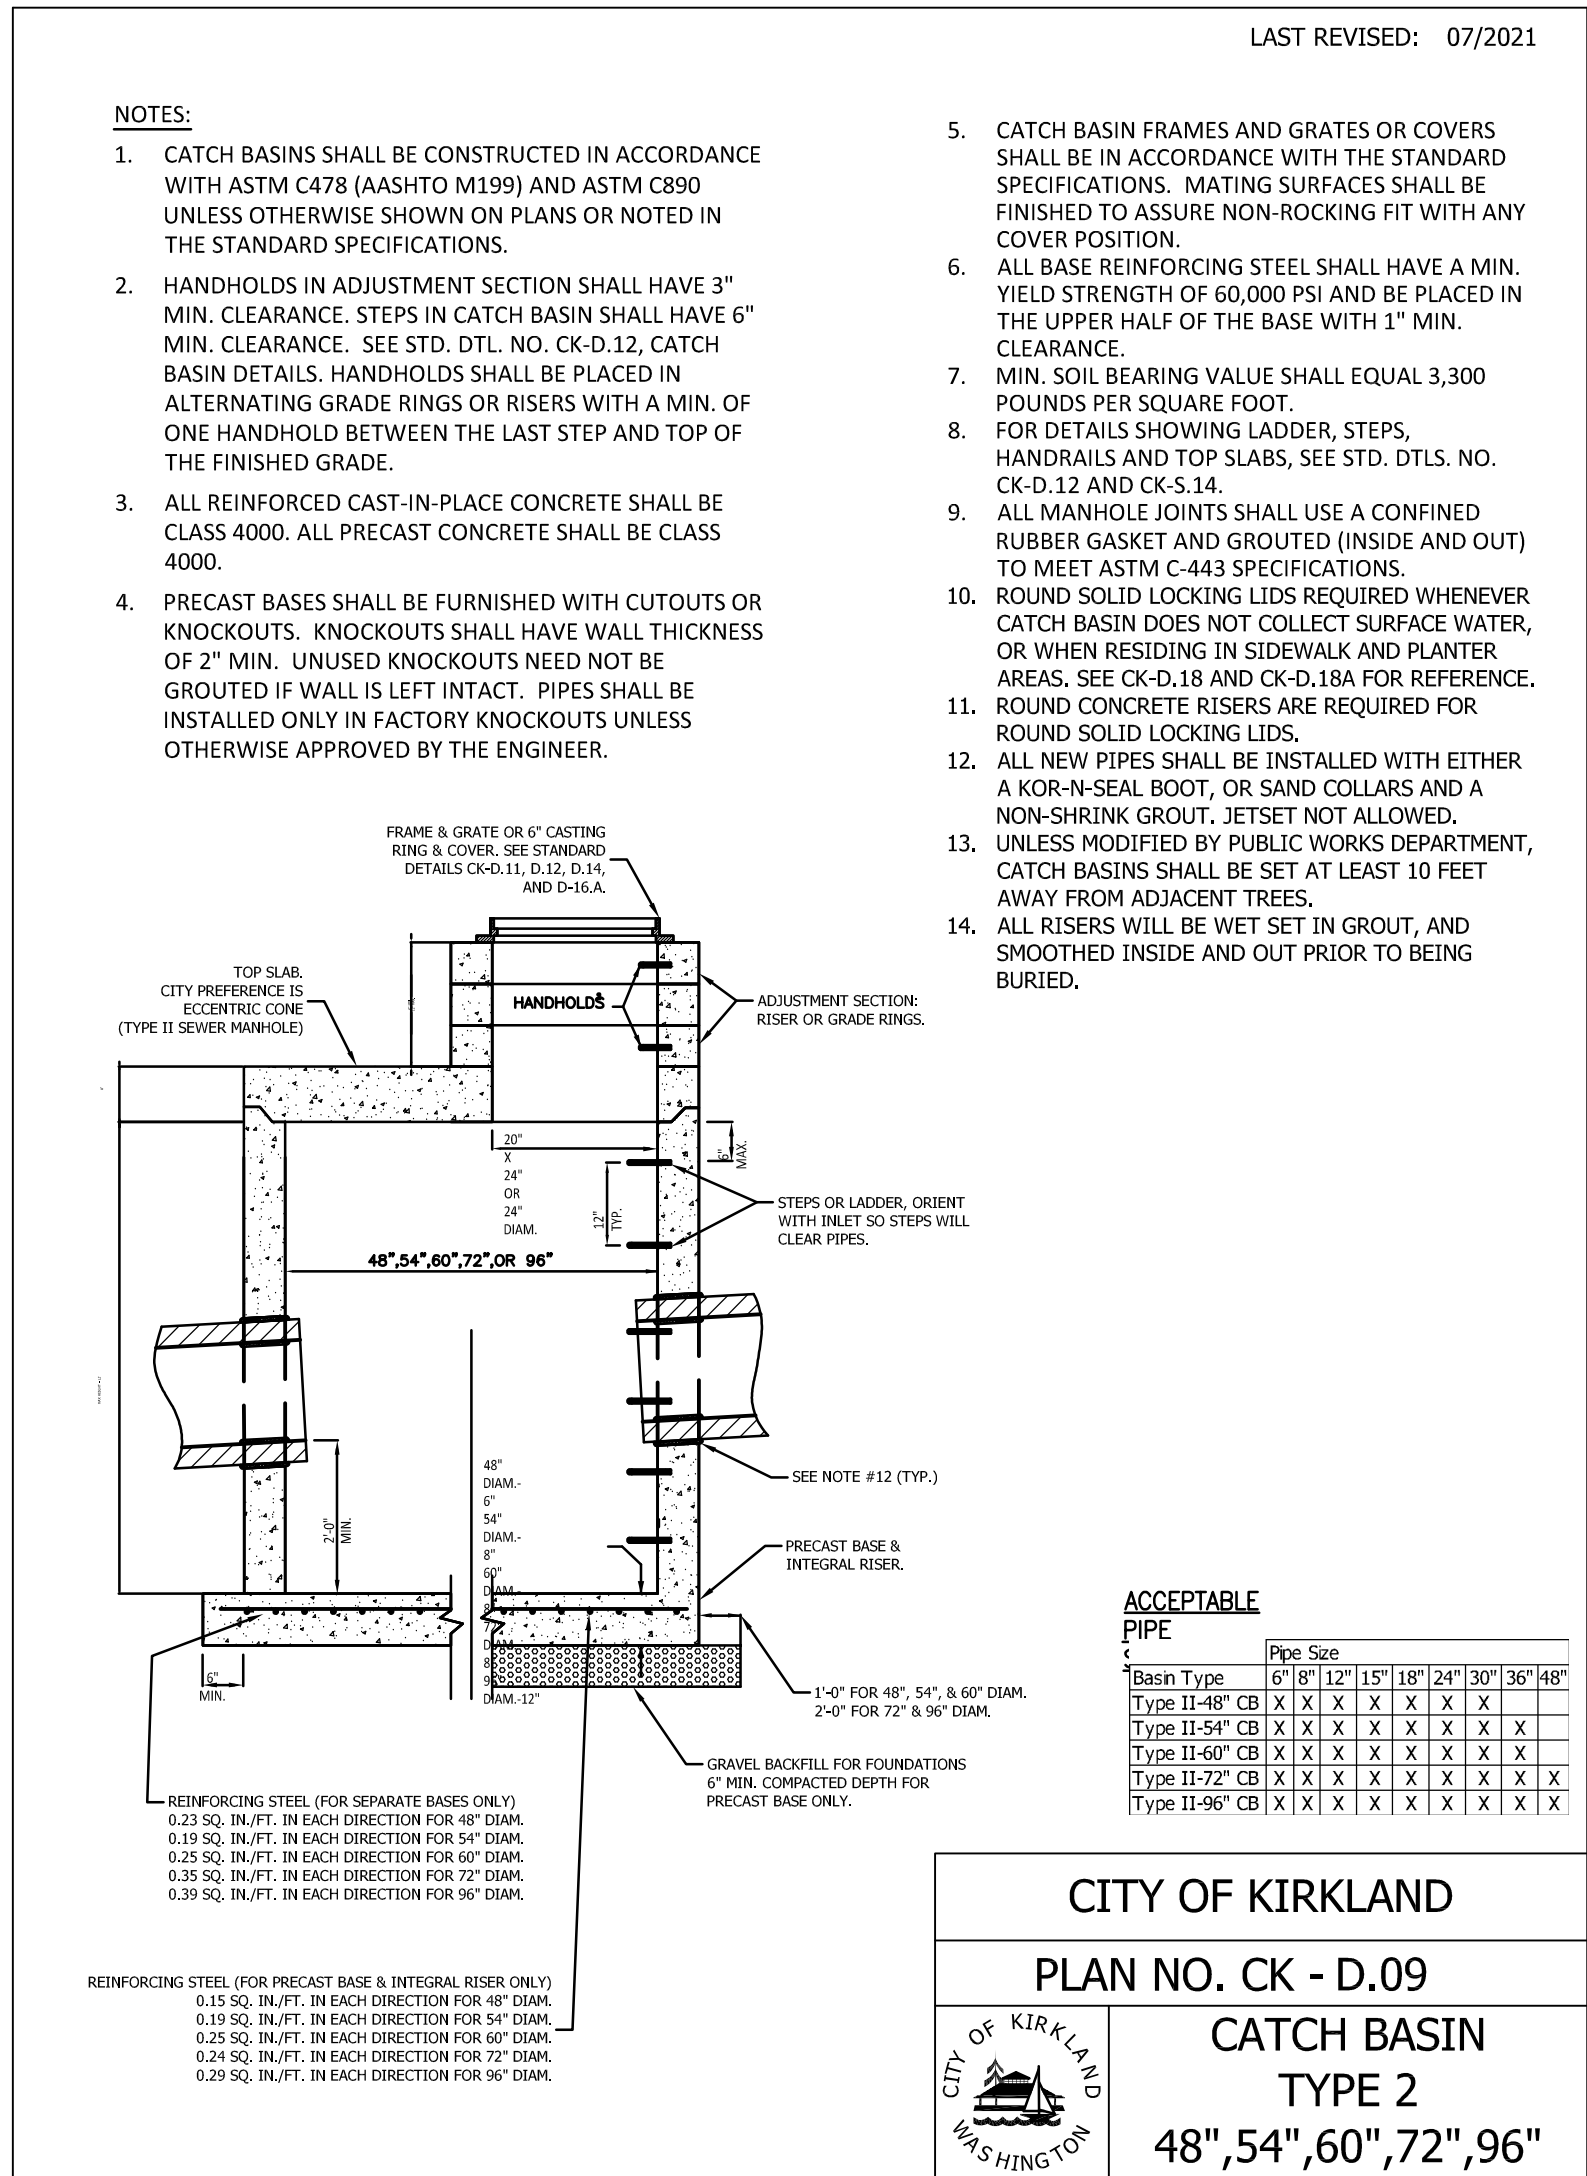 LAST REVISED: 07/2021
NOTES:
1. CATCH BASINS SHALL BE CONSTRUCTED IN ACCORDANCE
WITH ASTM C478 (AASHTO M199) AND ASTM C890
UNLESS OTHERWISE SHOWN ON PLANS OR NOTED IN
THE STANDARD SPECIFICATIONS.
2. HANDHOLDS IN ADJUSTMENT SECTION SHALL HAVE 3"
MIN. CLEARANCE. STEPS IN CATCH BASIN SHALL HAVE 6"
MIN. CLEARANCE. SEE STD. DTL. NO. CK-D.12, CATCH
BASIN DETAILS. HANDHOLDS SHALL BE PLACED IN
ALTERNATING GRADE RINGS OR RISERS WITH A MIN. OF
ONE HANDHOLD BETWEEN THE LAST STEP AND TOP OF
THE FINISHED GRADE.
3. ALL REINFORCED CAST-IN-PLACE CONCRETE SHALL BE
CLASS 4000. ALL PRECAST CONCRETE SHALL BE CLASS
4000.
4. PRECAST BASES SHALL BE FURNISHED WITH CUTOUTS OR
KNOCKOUTS. KNOCKOUTS SHALL HAVE WALL THICKNESS
OF 2" MIN. UNUSED KNOCKOUTS NEED NOT BE
GROUTED IF WALL IS LEFT INTACT. PIPES SHALL BE
INSTALLED ONLY IN FACTORY KNOCKOUTS UNLESS
OTHERWISE APPROVED BY THE ENGINEER.
5. CATCH BASIN FRAMES AND GRATES OR COVERS
SHALL BE IN ACCORDANCE WITH THE STANDARD
SPECIFICATIONS. MATING SURFACES SHALL BE
FINISHED TO ASSURE NON-ROCKING FIT WITH ANY
COVER POSITION.
6. ALL BASE REINFORCING STEEL SHALL HAVE A MIN.
YIELD STRENGTH OF 60,000 PSI AND BE PLACED IN
THE UPPER HALF OF THE BASE WITH 1" MIN.
CLEARANCE.
7. MIN. SOIL BEARING VALUE SHALL EQUAL 3,300
POUNDS PER SQUARE FOOT.
8. FOR DETAILS SHOWING LADDER, STEPS,
HANDRAILS AND TOP SLABS, SEE STD. DTLS. NO.
CK-D.12 AND CK-S.14.
9. ALL MANHOLE JOINTS SHALL USE A CONFINED
RUBBER GASKET AND GROUTED (INSIDE AND OUT)
TO MEET ASTM C-443 SPECIFICATIONS.
10. ROUND SOLID LOCKING LIDS REQUIRED WHENEVER
CATCH BASIN DOES NOT COLLECT SURFACE WATER,
OR WHEN RESIDING IN SIDEWALK AND PLANTER
AREAS. SEE CK-D.18 AND CK-D.18A FOR REFERENCE.
11. ROUND CONCRETE RISERS ARE REQUIRED FOR
ROUND SOLID LOCKING LIDS.
12. ALL NEW PIPES SHALL BE INSTALLED WITH EITHER
A KOR-N-SEAL BOOT, OR SAND COLLARS AND A
NON-SHRINK GROUT. JETSET NOT ALLOWED.
13. UNLESS MODIFIED BY PUBLIC WORKS DEPARTMENT,
CATCH BASINS SHALL BE SET AT LEAST 10 FEET
AWAY FROM ADJACENT TREES.
14. ALL RISERS WILL BE WET SET IN GROUT, AND
SMOOTHED INSIDE AND OUT PRIOR TO BEING
BURIED.
FRAME & GRATE OR 6" CASTING
RING & COVER. SEE STANDARD
DETAILS CK-D.11, D.12, D.14,
AND D-16.A.
TOP SLAB.
CITY PREFERENCE IS
ECCENTRIC CONE
(TYPE II SEWER MANHOLE)
HANDHOLDS
ADJUSTMENT SECTION:
RISER OR GRADE RINGS.
20"
X
24"
OR
24"
DIAM.
6"
MAX.
12"
TYP.
STEPS OR LADDER, ORIENT
WITH INLET SO STEPS WILL
CLEAR PIPES.
48",54",60",72",OR 96"
48"
DIAM.-
6"
54"
DIAM.-
8"
60"
DIAM.-
8"
DIAM.
8"
DIAM.-12"
SEE NOTE #12 (TYP.)
2'-0"
MIN.
PRECAST BASE &
INTEGRAL RISER.
6"
MIN.
1'-0" FOR 48", 54", & 60" DIAM.
2'-0" FOR 72" & 96" DIAM.
GRAVEL BACKFILL FOR FOUNDATIONS
6" MIN. COMPACTED DEPTH FOR
PRECAST BASE ONLY.
REINFORCING STEEL (FOR SEPARATE BASES ONLY)
0.23 SQ. IN./FT. IN EACH DIRECTION FOR 48" DIAM.
0.19 SQ. IN./FT. IN EACH DIRECTION FOR 54" DIAM.
0.25 SQ. IN./FT. IN EACH DIRECTION FOR 60" DIAM.
0.35 SQ. IN./FT. IN EACH DIRECTION FOR 72" DIAM.
0.39 SQ. IN./FT. IN EACH DIRECTION FOR 96" DIAM.
REINFORCING STEEL (FOR PRECAST BASE & INTEGRAL RISER ONLY)
0.15 SQ. IN./FT. IN EACH DIRECTION FOR 48" DIAM.
0.19 SQ. IN./FT. IN EACH DIRECTION FOR 54" DIAM.
0.25 SQ. IN./FT. IN EACH DIRECTION FOR 60" DIAM.
0.24 SQ. IN./FT. IN EACH DIRECTION FOR 72" DIAM.
0.29 SQ. IN./FT. IN EACH DIRECTION FOR 96" DIAM.
ACCEPTABLE
PIPE
Pipe Size
Basin Type 6" 8" 12" 15" 18" 24" 30" 36" 48"
Type II-48" CB X X X X X X X
Type II-54" CB X X X X X X X X
Type II-60" CB X X X X X X X X
Type II-72" CB X X X X X X X X X
Type II-96" CB X X X X X X X X X
CITY OF KIRKLAND
PLAN NO. CK - D.09
CITY OF KIRKLAND
WASHINGTON
CATCH BASIN
TYPE 2
48",54",60",72",96"